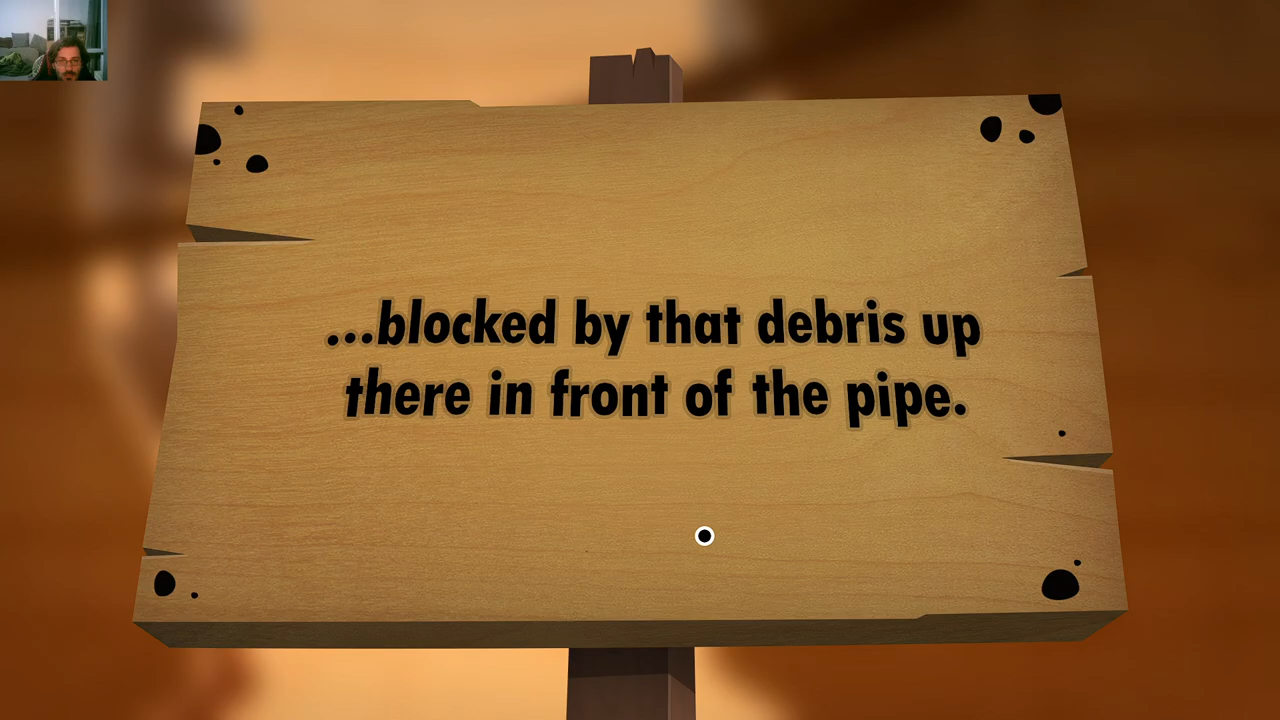 ...blocked by that debris up
there in front of the pipe.